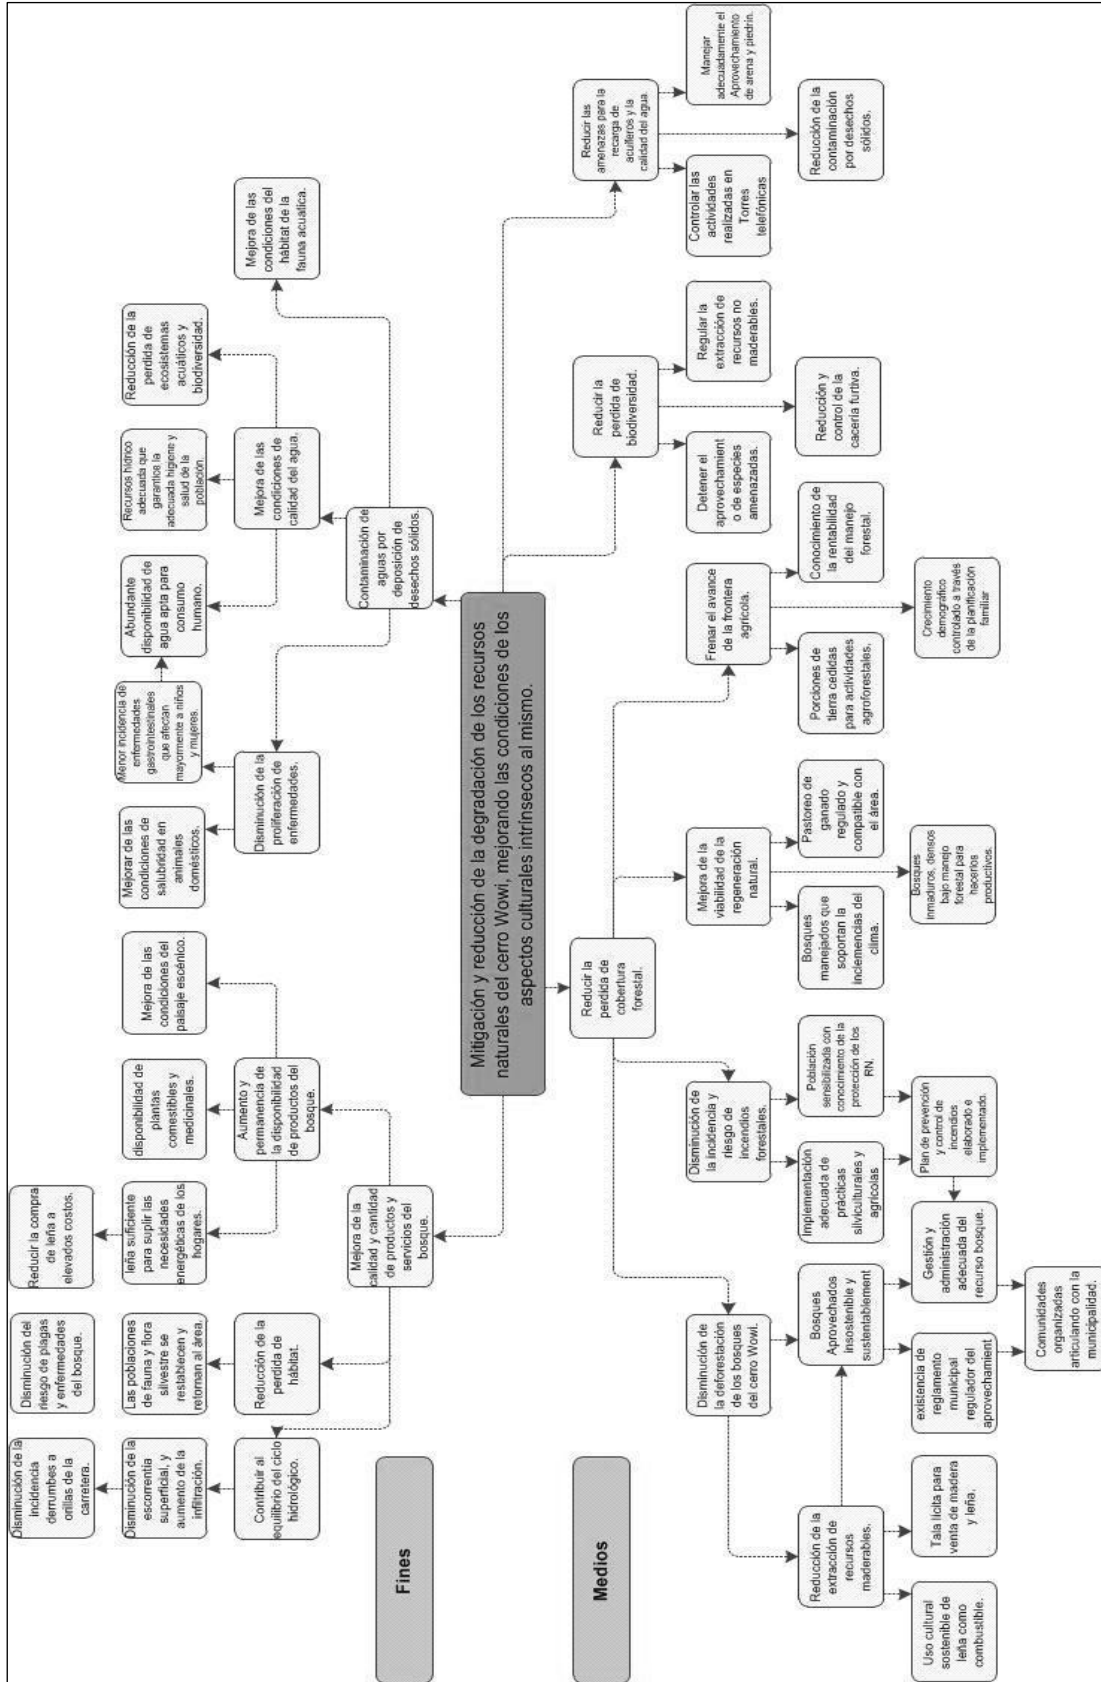 Disminución de la
incidencia
derrumbes a
orillas de la
carretera.
Disminución del
riesgo de plagas
y enfermedades
del bosque.
Reducir la compra
de leña a
elevados costos.
Disminución de la
escorrentía
superficial, y
aumento de la
infiltración.
Las poblaciones
de fauna y flora
silvestre se
restablecen y
retornan al área.
leña suficiente
para suplir las
necesidades
energéticas de los
hogares.
disponibilidad de
plantas
comestibles y
medicinales.
Mejora de las
condiciones del
paisaje escénico.
Mejorar de las
condiciones de
salubridad en
animales
domésticos.
Menor incidencia de
enfermedades
gastrointestinales
que afectan
mayormente a niños
y mujeres.
Abundante
disponibilidad de
agua apta para
consumo
humano.
Recursos hídrico
adecuada que
garantice la
adecuada higiene y
salud de la
población.
Reducción de la
perdida de
ecosistemas
acuáticos y
biodiversidad.
Contribuir al
equilibrio del ciclo
hidrológico.
Reducción de la
perdida de
hábitat.
Aumento y
permanencia de
la disponibilidad
de productos del
bosque.
Disminución de la
proliferación de
enfermedades.
Mejora de las
condiciones de
calidad del agua.
Mejora de las
condiciones del
hábitat de la
fauna acuatica.
Fines
Mejora de la
calidad y cantidad
de productos y
servicios del
bosque.
Contaminación de
aguas por
deposición de
desechos sólidos.
Mitigación y reducción de la degradación de los recursos
naturales del cerro Wowi, mejorando las condiciones de los
aspectos culturales intrínsecos al mismo.
Medios
Reducir la
perdida de
cobertura
forestal.
Reducir la
perdida de
biodiversidad.
Reducir las
amenazas para la
recarga de
acuíferos y la
calidad del agua.
Disminución de
la deforestación
de los bosques
del cerro Wowi.
Disminución de
la incidencia y
riesgo de
incendios
forestales.
Mejora de la
viabilidad de la
regeneración
natural.
Frenar el avance
de la frontera
agrícola.
Detener el
aprovechamient
o de especies
amenazadas.
Regular la
extracción de
recursos no
maderables.
Controlar las
actividades
realizadas en
Torres
telefónicas
Manejar
adecuadamente el
Aprovechamiento
de arena y piedrín.
Reducción de la
extracción de
recursos
maderables.
Bosques
Aprovechados
insostenible y
sustentablement
Implementación
adecuada de
prácticas
silviculturales y
agrícolas
Población
sensibilizada con
conocimiento de la
protección de los
RN.
Bosques
manejados que
soportan la
inclemencias del
clima.
Pastoreo de
ganado
regulado y
compatible con
el área.
Porciones de
tierra cedidas
para actividades
agroforestales.
Conocimiento de
la rentabilidad
del manejo
forestal.
Reducción y
control de la
cacería furtiva.
Reducción de la
contaminación
por desechos
sólidos.
Uso cultural
sostenible de
leña como
combustible.
Tala lícita para
venta de madera
y leña.
existencia de
reglamento
municipal
regulador del
aprovechamient
Gestión y
administración
adecuada del
recurso bosque.
Plan de prevención
y control de
incendios
elaborado e
implementado.
Bosques
inmaduros, densos
bajo manejo
forestal para
hacerlos
productivos.
Crecimiento
demográfico
controlado a través
de la planificación
familiar
Comunidades
organizadas
articulando con la
municipalidad.